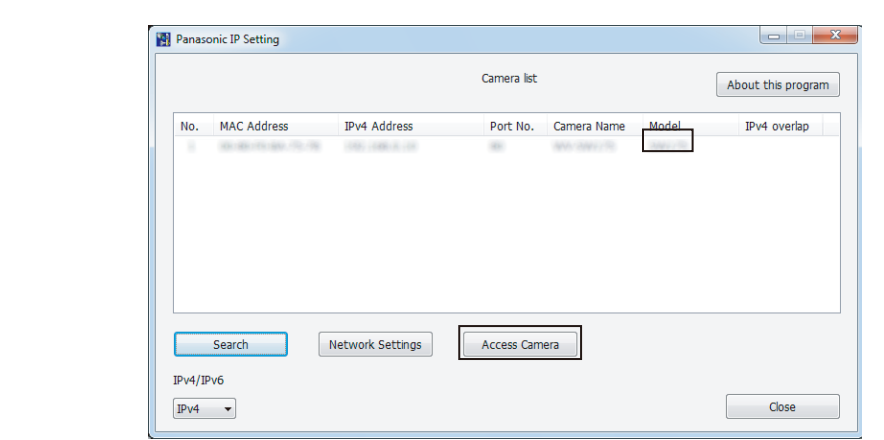 Panasonic IP Setting
Camera list
About this program
No. MAC Address IPv4 Address Port No. Camera Name Model IPv4 overlap
Search Network Settings Access Camera
IPv4/IPv6
IPv4
Close